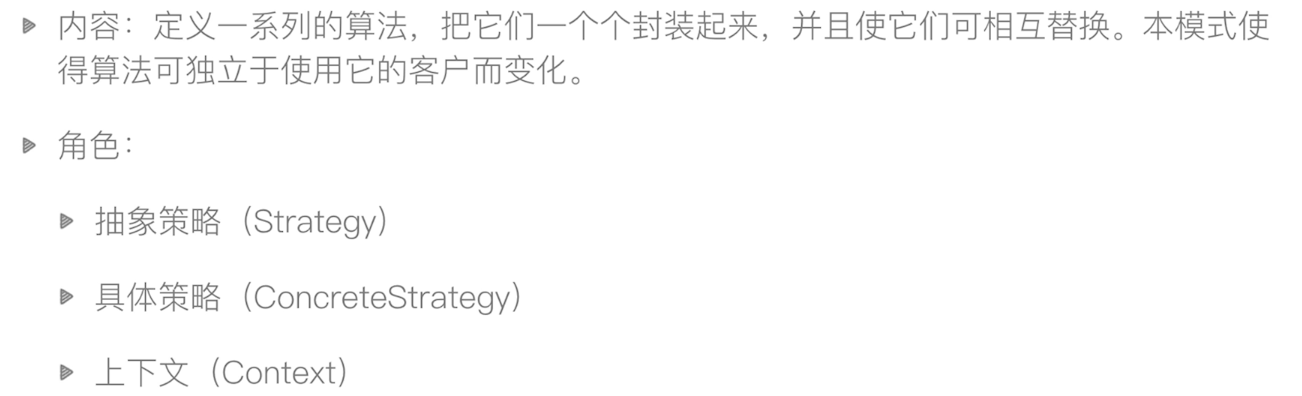 内容：定义一系列的算法，把它们一个个封装起来，并且使它们可相互替换。本模式使
得算法可独立于使用它的客户而变化。
角色：
抽象策略（Strategy）
具体策略（ConcreteStrategy）
上下文（Context）